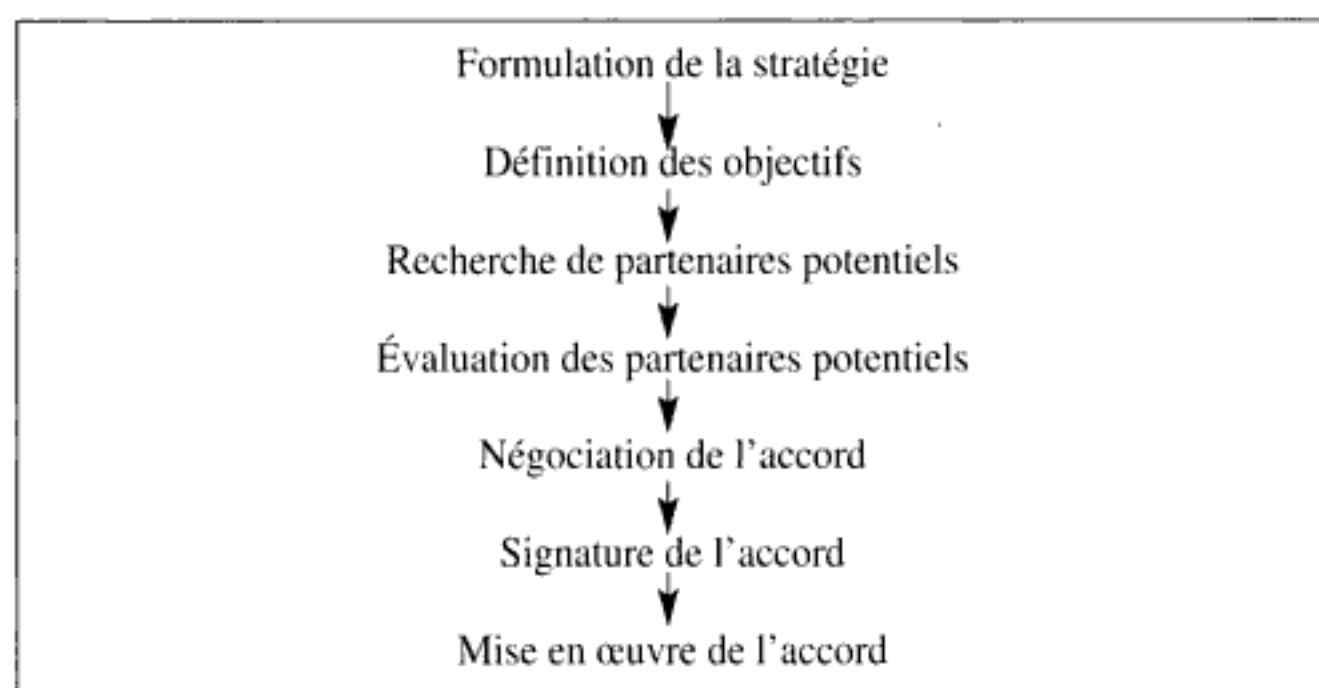 Formulation de la stratégie
Définition des objectifs
Recherche de partenaires potentiels
Évaluation des partenaires potentiels
Négociation de l'accord
Signature de l'accord
Mise en œuvre de l'accord